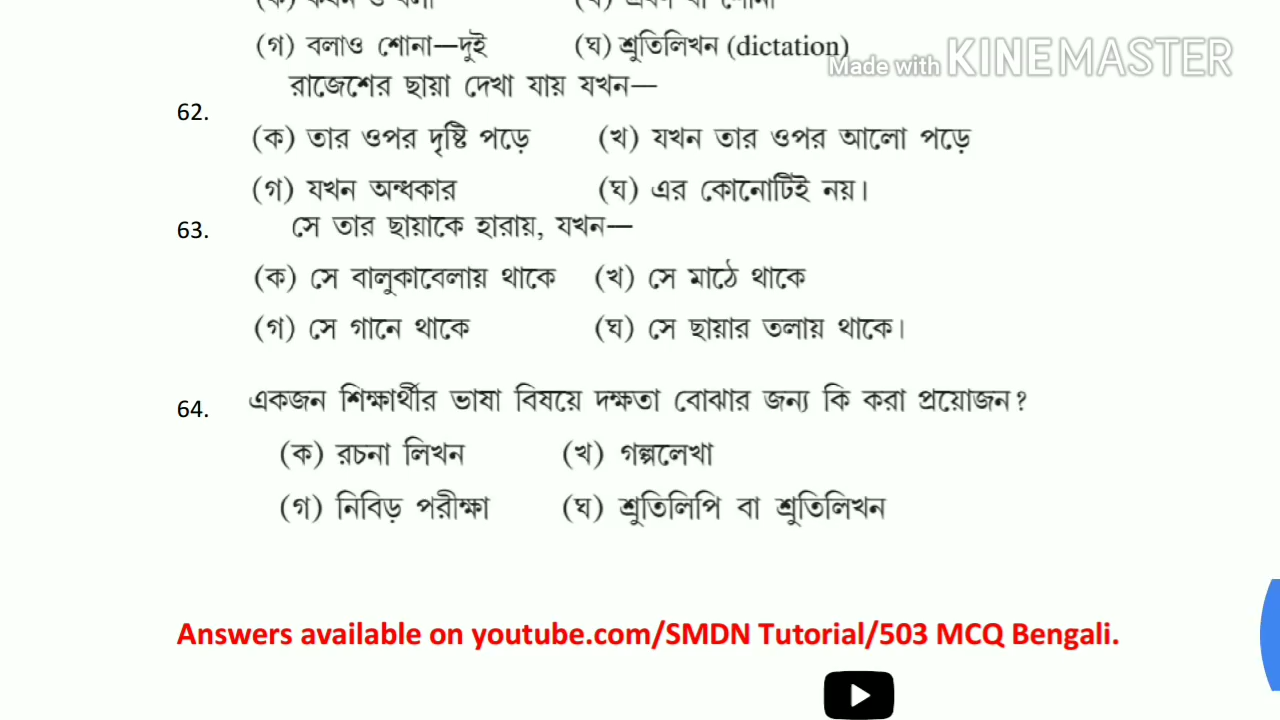 (গ) বলাও শোনা—দুই (ঘ) শ্রুতিলিখন (dictation)
Made with KINEMASTER
রাজেশের ছায়া দেখা যায় যখন—
62.
(ক) তার ওপর দৃষ্টি পড়ে (খ) যখন তার ওপর আলো পড়ে
(গ) যখন অন্ধকার (ঘ) এর কোনোটিই নয়।
63. সে তার ছায়াকে হারায়, যখন—
(ক) সে বালুকাবেলায় থাকে (খ) সে মাঠে থাকে
(গ) সে গানে থাকে (ঘ) সে ছায়ার তলায় থাকে।
64. একজন শিক্ষার্থীর ভাষা বিষয়ে দক্ষতা বোঝার জন্য কি করা প্রয়োজন?
(ক) রচনা লিখন (খ) গল্পলেখা
(গ) নিবিড় পরীক্ষা (ঘ) শ্রুতিলিপি বা শ্রুতিলিখন
Answers available on youtube.com/SMDN Tutorial/503 MCQ Bengali.